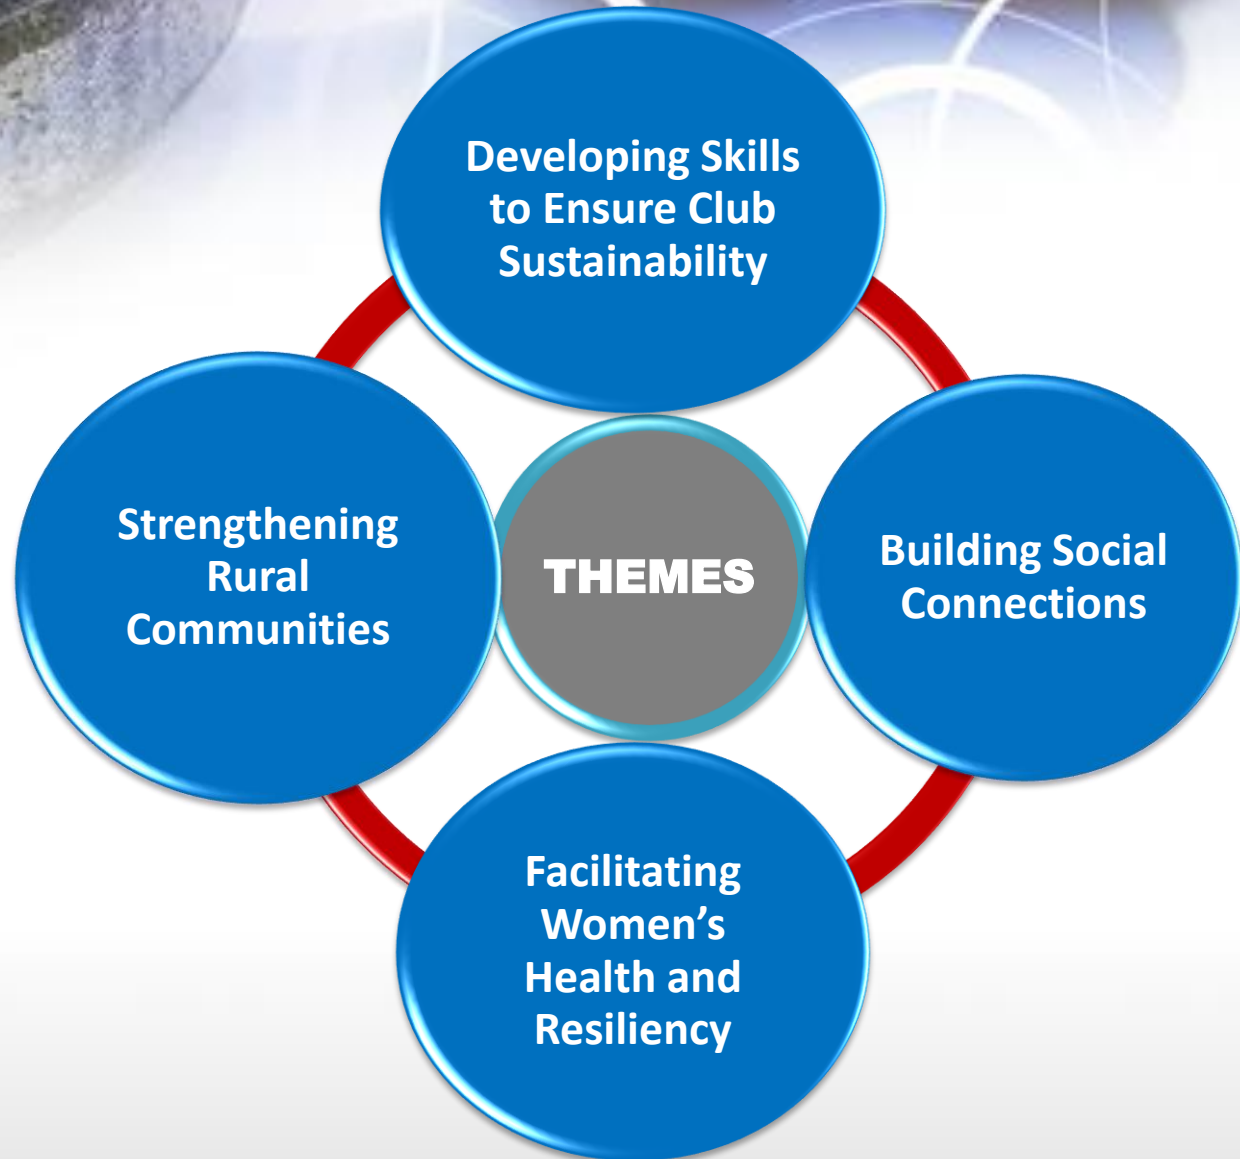 Developing Skills
to Ensure Club
Sustainability
Strengthening
Rural
Communities
THEMES
Building Social
Connections
Facilitating
Women’s
Health and
Resiliency